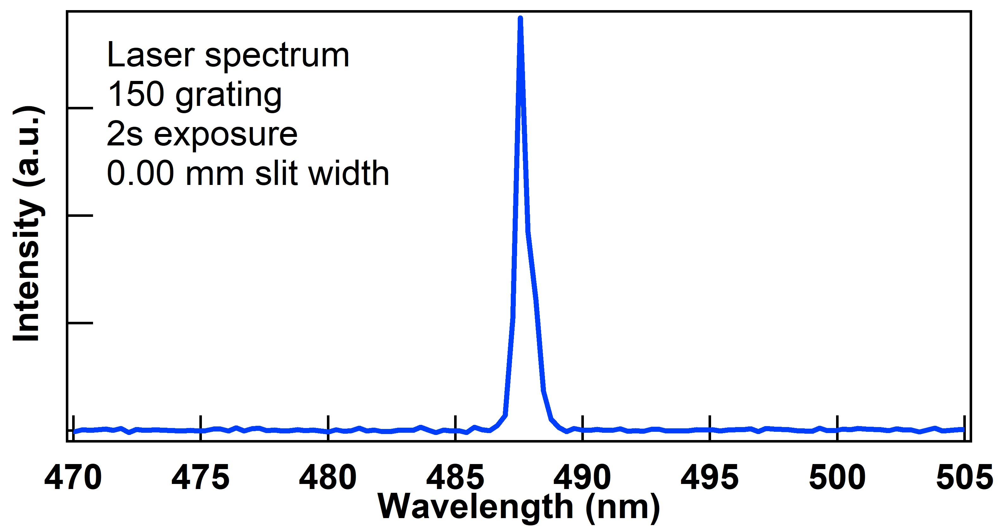 Laser spectrum
150 grating
2s exposure
0.00 mm slit width
Intensity (a.u.)
470 475 480 485 490 495 500 505
Wavelength (nm)